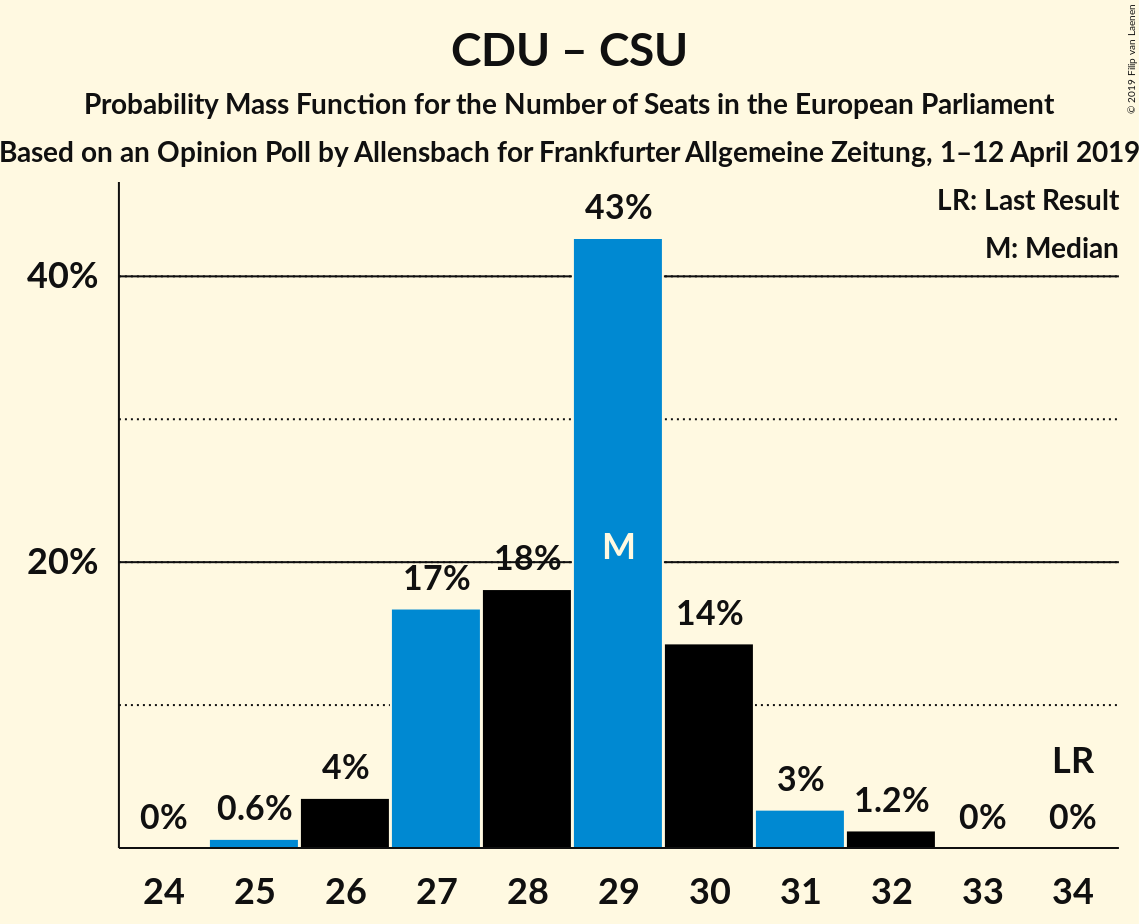 CDU – CSU
Probability Mass Function for the Number of Seats in the European Parliament
Based on an Opinion Poll by Allensbach for Frankfurter Allgemeine Zeitung, 1–12 April 2019
© 2019 Filip van Laenen
LR: Last Result
M: Median
43%
40%
M
20%
18%
17%
14%
LR
4%
3%
1.2%
0.6%
0%
0%
0%
24 25 26 27 28 29 30 31 32 33 34